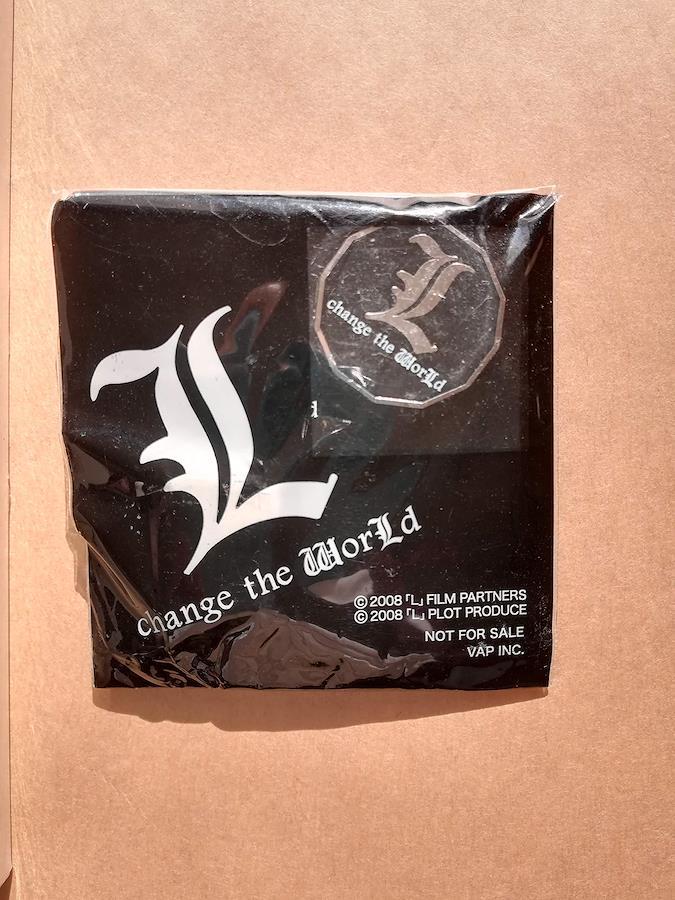 L
change the WorLd
L
change the WorLd
d
© 2008 「L」 FILM PARTNERS
© 2008 「L」 PLOT PRODUCE
NOT FOR SALE
VAP INC.